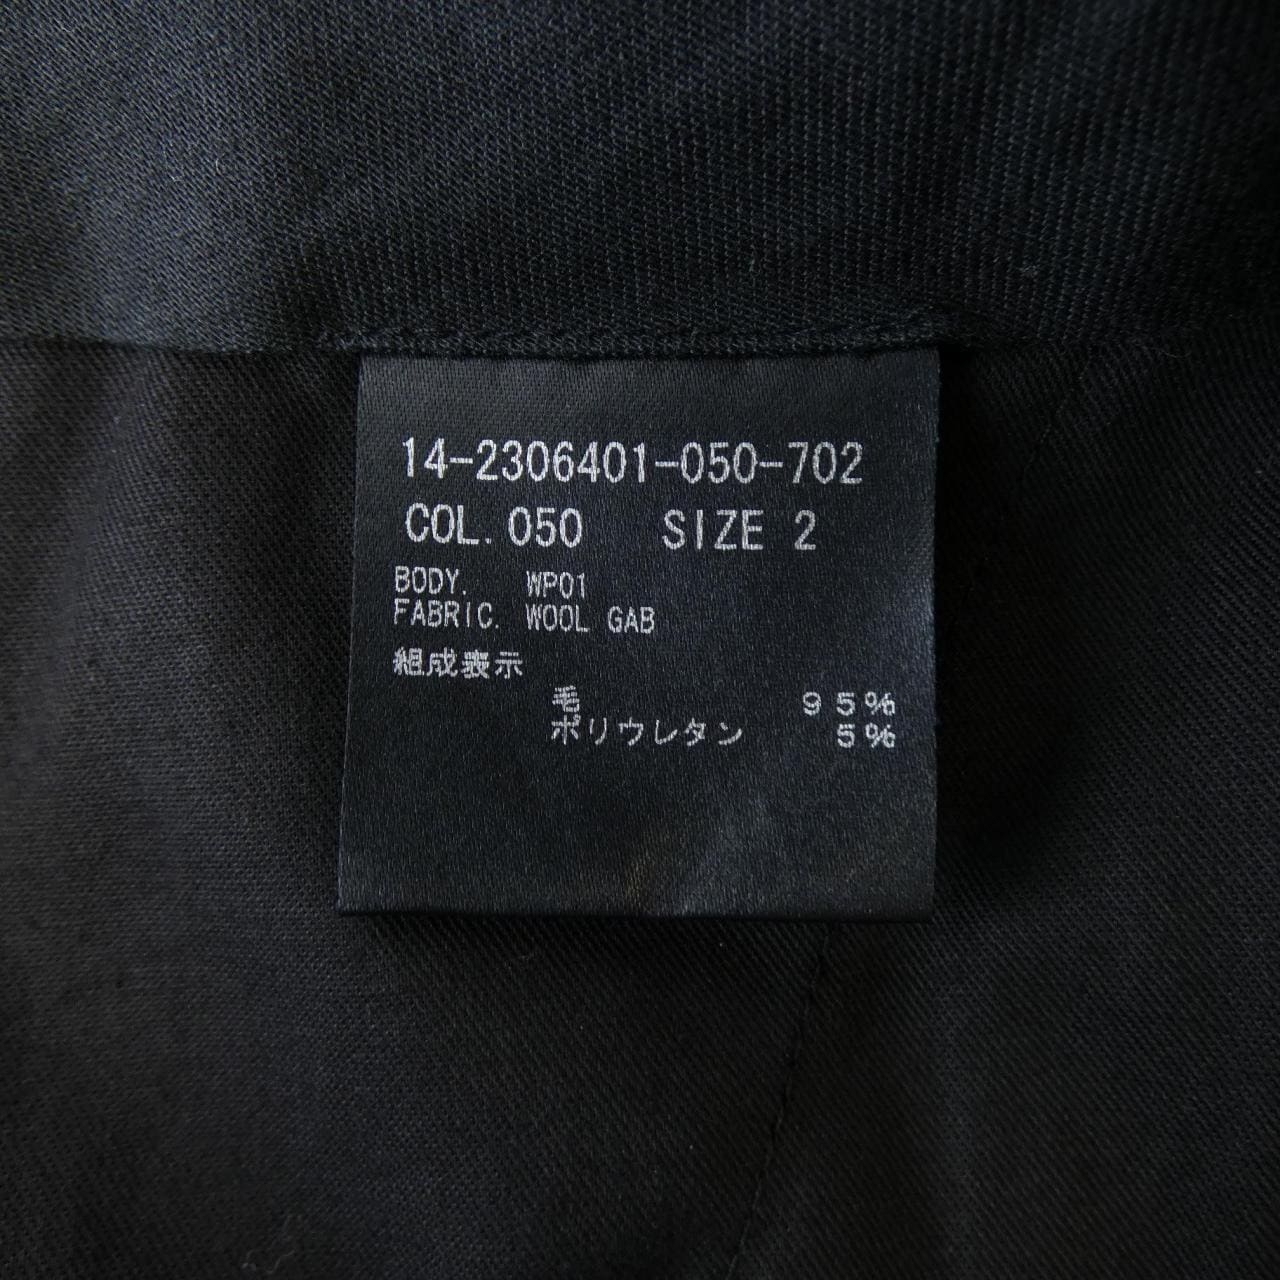 14-2306401-050-702
COL. 050 SIZE 2
BODY. WP01
FABRIC. WOOL GAB
組成表示
毛 95%
ポリウレタン 5%